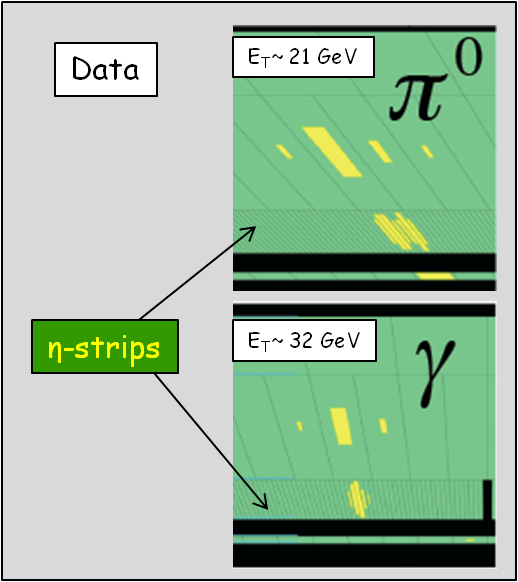 Data
E_T~ 21 GeV
π⁰
η-strips
E_T~ 32 GeV
γ